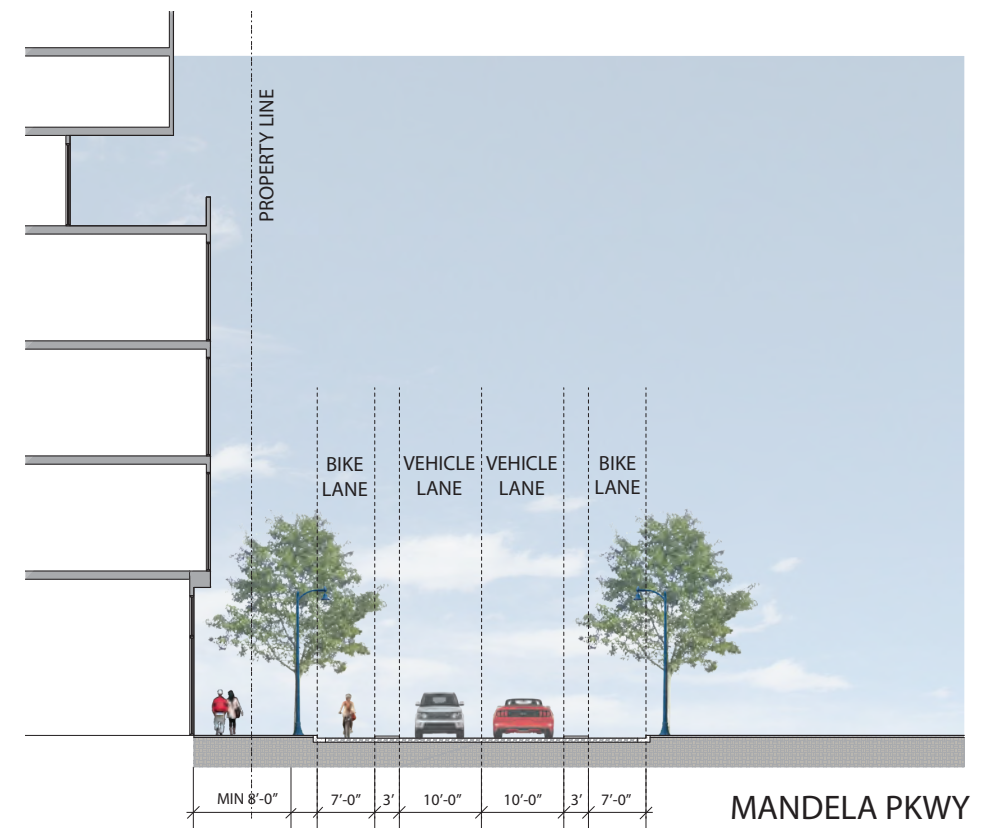 PROPERTY LINE
BIKE
LANE
VEHICLE
LANE
VEHICLE
LANE
BIKE
LANE
MIN 8'-0"
7'-0"
3'
10'-0"
10'-0"
3'
7'-0"
MANDELA PKWY